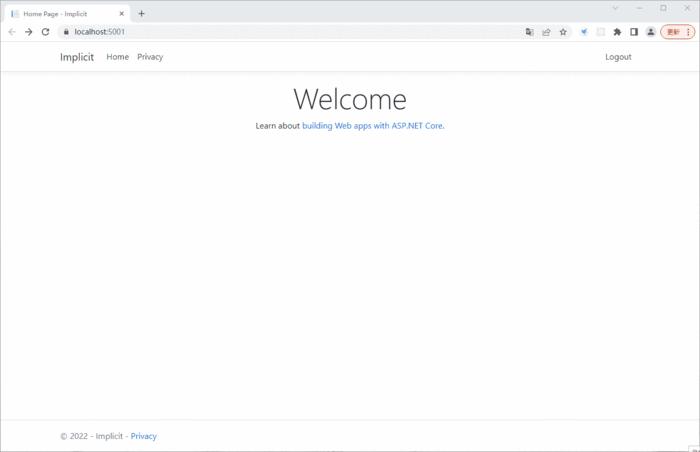 Home Page - Implicit
localhost:5001
更新
Implicit Home Privacy Logout
Welcome
Learn about building Web apps with ASP.NET Core.
© 2022 - Implicit - Privacy